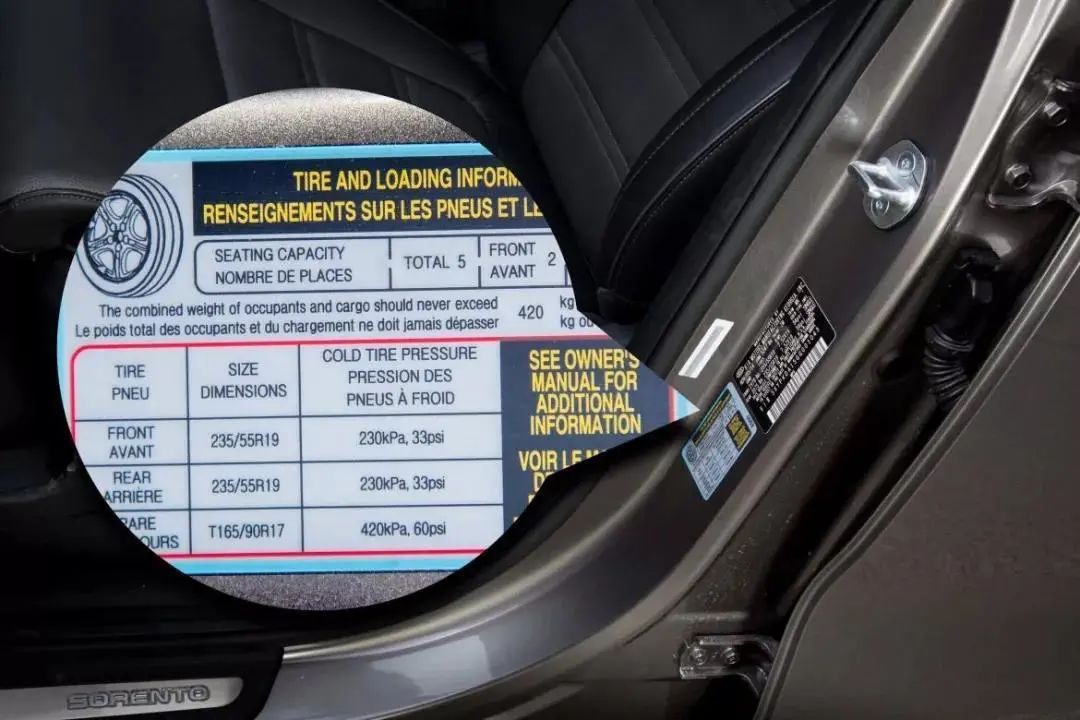 TIRE AND LOADING INFORM
RENSEIGNEMENTS SUR LES PNEUS ET LE
SEATING CAPACITY
NOMBRE DE PLACES
TOTAL 5
FRONT
AVANT
2
The combined weight of occupants and cargo should never exceed
Le poids total des occupants et du chargement ne doit jamais dépasser
420
kg
kg ou
TIRE
PNEU
SIZE
DIMENSIONS
COLD TIRE PRESSURE
PRESSION DES
PNEUS À FROID
SEE OWNER'S
MANUAL FOR
ADDITIONAL
INFORMATION
VOIR LE
FRONT
AVANT
235/55R19
230kPa, 33psi
REAR
ARRIÈRE
235/55R19
230kPa, 33psi
PARE
OURS
T165/90R17
420kPa, 60psi
SORENTO